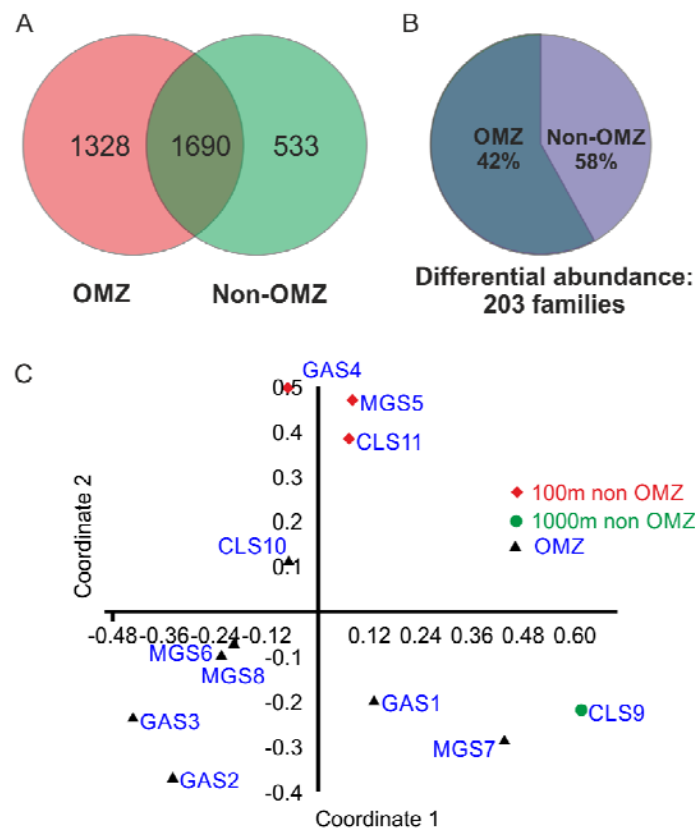 A
B
1328 1690 533
OMZ Non-OMZ
OMZ
42%
Non-OMZ
58%
Differential abundance:
203 families
C
GAS4
0.5
MGS5
0.4
CLS11
0.3
100m non OMZ
0.2
1000m non OMZ
CLS10
OMZ
0.1
Coordinate 2
-0.48 -0.36 -0.24 -0.12 0.12 0.24 0.36 0.48 0.60
MGS6
-0.1
MGS8
-0.2
GAS1
CLS9
GAS3
-0.3
MGS7
GAS2
-0.4
Coordinate 1